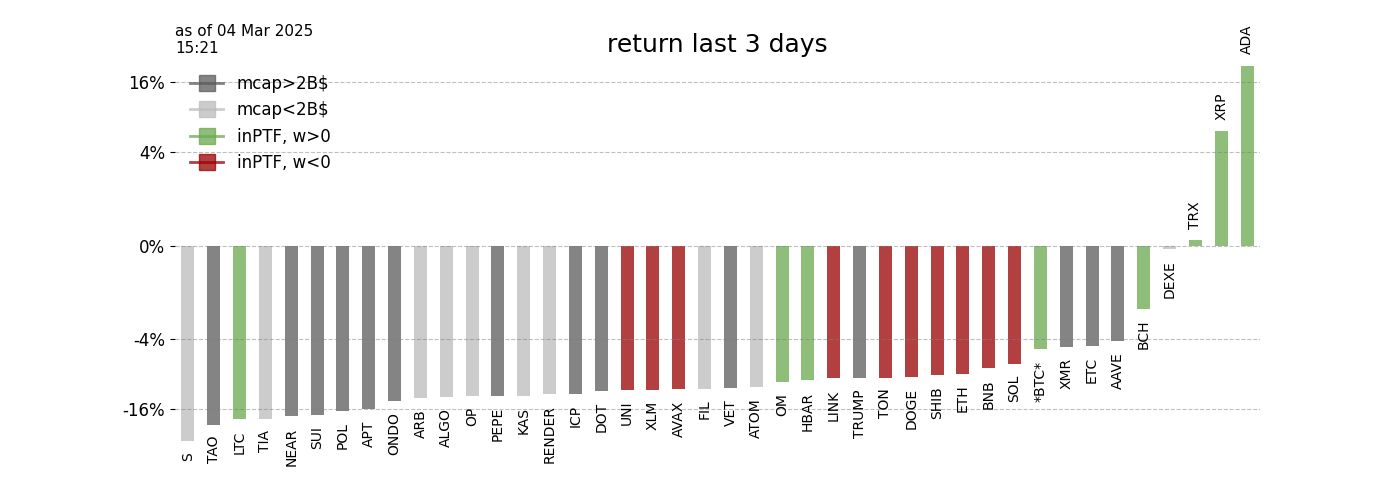 as of 04 Mar 2025
15:21
return last 3 days
16%
4%
0%
-4%
-16%
mcap>2B$
mcap<2B$
inPTF, w>0
inPTF, w<0
S
TAO
LTC
TIA
NEAR
SUI
POL
APT
ONDO
ARB
ALGO
OP
PEPE
KAS
RENDER
ICP
DOT
UNI
XLM
AVAX
FIL
VET
ATOM
OM
HBAR
LINK
TRUMP
TON
DOGE
SHIB
ETH
BNB
SOL
*BTC*
XMR
ETC
AAVE
BCH
DEXE
TRX
XRP
ADA